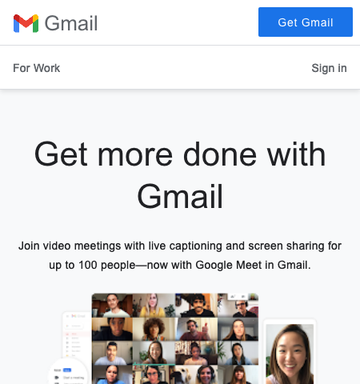 Gmail
Get Gmail
For Work
Sign in
Get more done with
Gmail
Join video meetings with live captioning and screen sharing for
up to 100 people—now with Google Meet in Gmail.